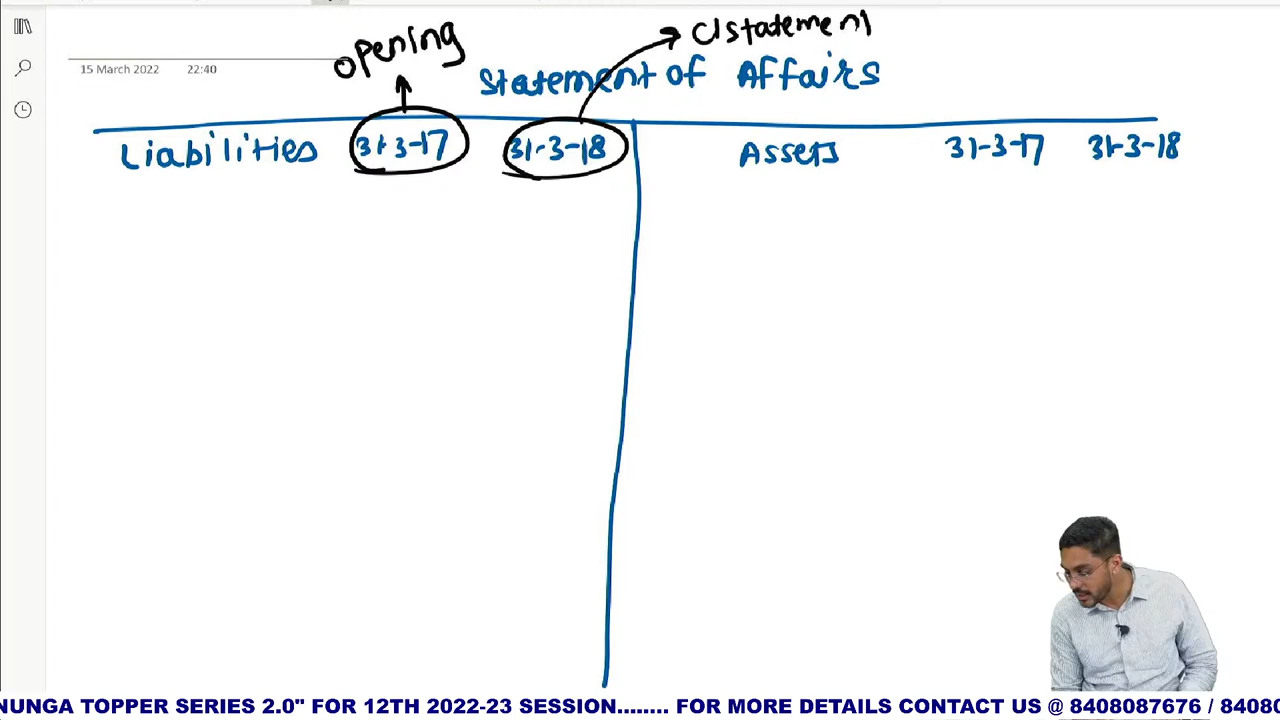 opening
clstatement
15 March 2022 22:40
Statement of Affairs
Liabilities 31-3-17 31-3-18 Assets 31-3-17 31-3-18
NUNGA TOPPER SERIES 2.0" FOR 12TH 2022-23 SESSION........ FOR MORE DETAILS CONTACT US @ 8408087676 / 8408